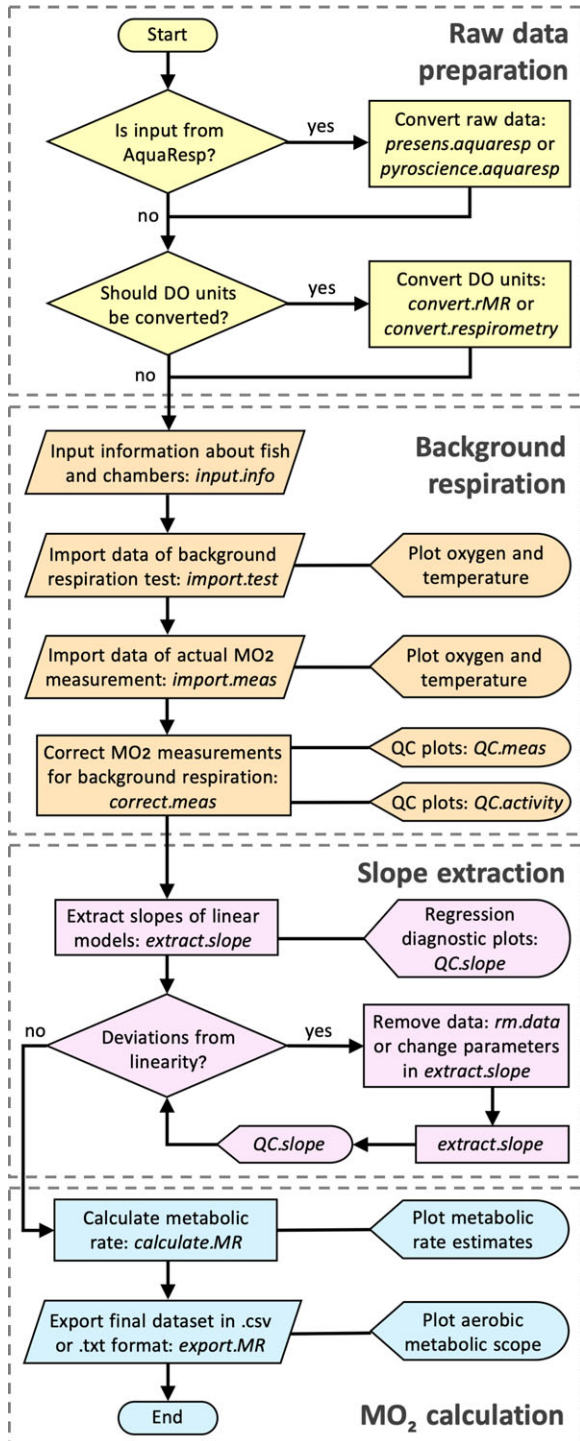 Start
Raw data
preparation
Is input from
AquaResp?
yes
Convert raw data:
presens.aquaresp or
pyroscience.aquaresp
no
Should DO units
be converted?
yes
Convert DO units:
convert.rMR or
convert.respirometry
no
Background
respiration
Input information about fish
and chambers: input.info
Import data of background
respiration test: import.test
Plot oxygen and
temperature
Import data of actual MO2
measurement: import.meas
Plot oxygen and
temperature
Correct MO2 measurements
for background respiration:
correct.meas
QC plots: QC.meas
QC plots: QC.activity
Slope extraction
Extract slopes of linear
models: extract.slope
Regression
diagnostic plots:
QC.slope
no
Deviations from
linearity?
yes
Remove data: rm.data
or change parameters
in extract.slope
QC.slope
extract.slope
Calculate metabolic
rate: calculate.MR
Plot metabolic
rate estimates
Export final dataset in .csv
or .txt format: export.MR
Plot aerobic
metabolic scope
End
MO₂ calculation